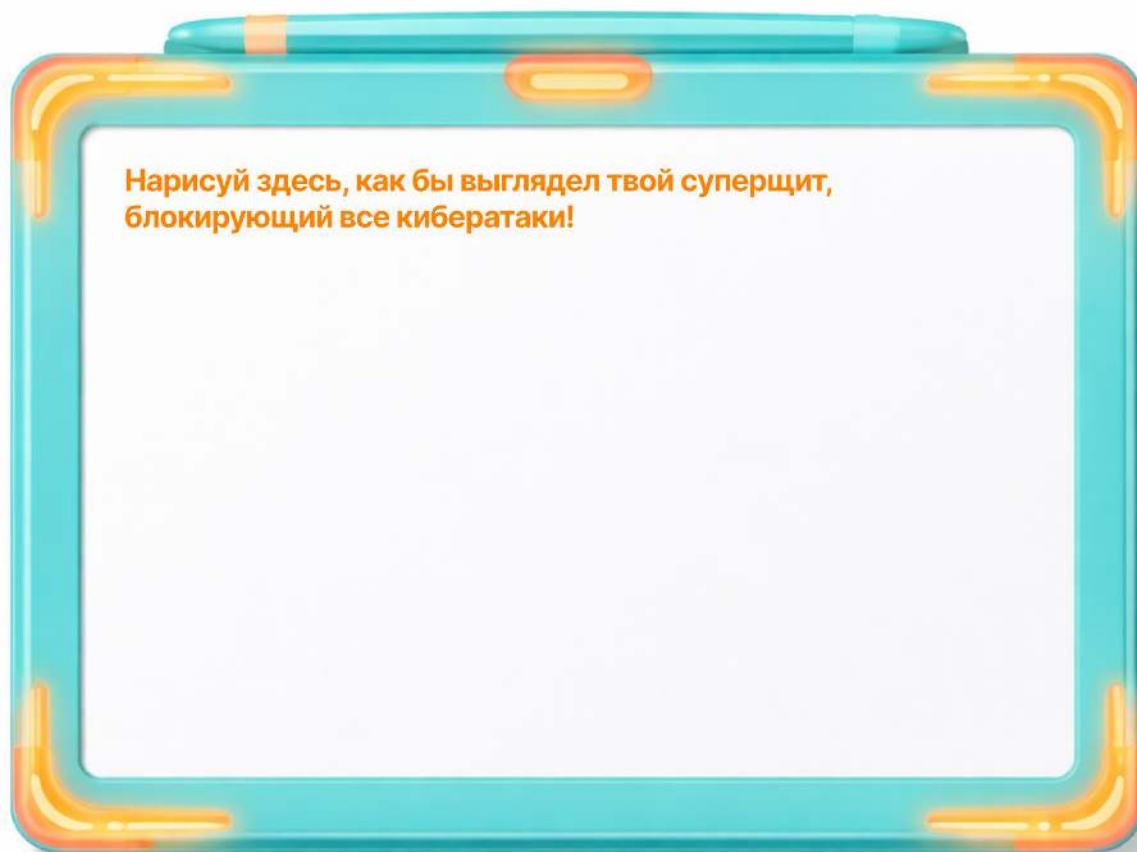 Нарисуй здесь, как бы выглядел твой суперщит,
блокирующий все кибератаки!